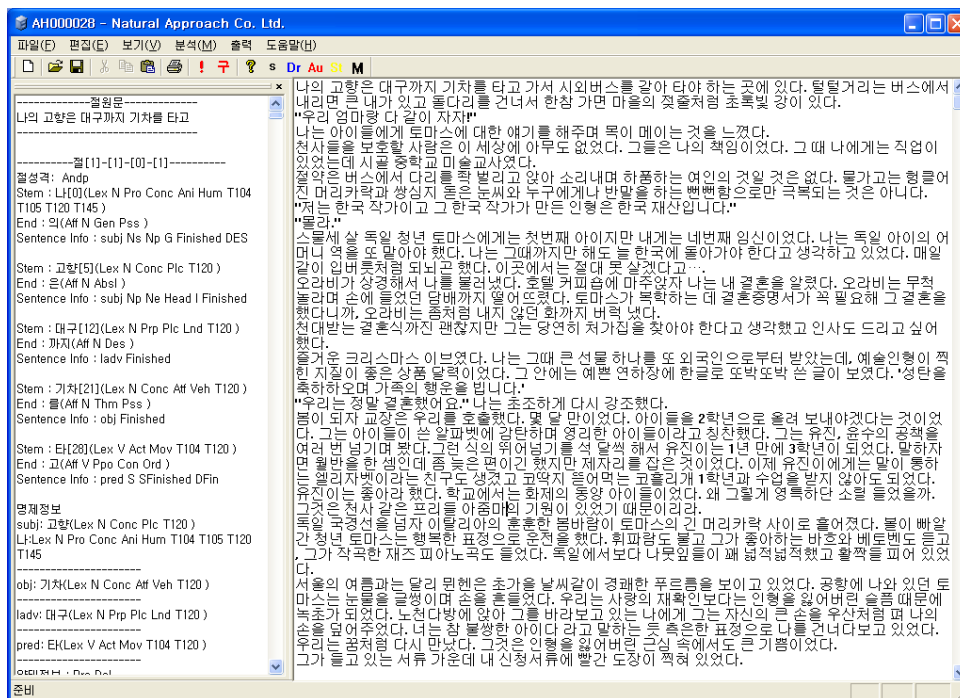 AH000028 - Natural Approach Co. Ltd.
파일(F) 편집(E) 보기(V) 분석(M) 출력 도움말(H)
! 구 ? s Dr Au St M
-------------절원문-------------
나의 고향은 대구까지 기차를 타고
--------------------------------
----------절[1]-[1]-[0]-[1]----------
절성격: Andp
Stem : 나[0](Lex N Pro Conc Ani Hum T104
T105 T120 T145 )
End : 의(Aff N Gen Pss )
Sentence Info : subj Ns Np G Finished DES
Stem : 고향[5](Lex N Conc Plc T120 )
End : 은(Aff N Absl )
Sentence Info : subj Np Ne Head I Finished
Stem : 대구[12](Lex N Prp Plc Lnd T120 )
End : 까지(Aff N Des )
Sentence Info : ladv Finished
Stem : 기차[21](Lex N Conc Att Veh T120 )
End : 를(Aff N Thm Pss )
Sentence Info : obj Finished
Stem : 타[28](Lex V Act Mov T104 T120 )
End : 고(Aff V Ppo Con Ord )
Sentence Info : pred S SFinished DFin
명제정보
subj: 고향(Lex N Conc Plc T120 )
나:Lex N Pro Conc Ani Hum T104 T105 T120
T145
---------------------
obj: 기차(Lex N Conc Att Veh T120 )
---------------------
ladv: 대구(Lex N Prp Plc Lnd T120 )
---------------------
pred: 타(Lex V Act Mov T104 T120 )
---------------------
나의 고향은 대구까지 기차를 타고 가서 시외버스를 갈아 타야 하는 곳에 있다. 털털거리는 버스에서
내리면 큰 내가 있고 돌다리를 건너서 한참 가면 마을의 젖줄처럼 초록빛 강이 있다.
"우리 엄마랑 다 같이 자자!"
나는 아이들에게 토마스에 대한 얘기를 해주며 목이 메이는 것을 느꼈다.
천사들을 보호할 사람은 이 세상에 아무도 없었다. 그들은 나의 책임이었다. 그 때 나에게는 직업이
있었는데 시골 중학교 미술교사였다.
절약은 버스에서 다리를 쫙 벌리고 앉아 소리내며 하품하는 여인의 것일 것은 없다. 물가고는 헝클어
진 머리카락과 쌍심지 돋은 눈씨와 누구에게나 반말을 하는 뻔뻔함으로만 극복되는 것은 아니다.
"저는 한국 작가이고 그 한국 작가가 만든 인형은 한국 재산입니다."
"몰라."
스물세 살 독일 청년 토마스에게는 첫번째 아이지만 내게는 네번째 임신이었다. 나는 독일 아이의 어
머니 역을 또 맡아야 했다. 나는 그때까지만 해도 늘 한국에 돌아가야 한다고 생각하고 있었다. 매일
같이 입버릇처럼 되뇌곤 했다. 이곳에서는 절대 못 살겠다고….
오라비가 상경해서 나를 불러냈다. 호텔 커피숍에 마주앉자 나는 내 결혼을 알렸다. 오라비는 무척
놀라며 손에 들었던 담배까지 떨어뜨렸다. 토마스가 복학하는 데 결혼증명서가 꼭 필요해 그 결혼을
했다니까, 오라비는 좀처럼 내지 않던 화까지 버럭 냈다.
천대받는 결혼식까진 괜찮지만 그는 당연히 처가집을 찾아야 한다고 생각했고 인사도 드리고 싶어
했다.
즐거운 크리스마스 이브였다. 나는 그때 큰 선물 하나를 또 외국인으로부터 받았는데, 예술인형이 찍
힌 지질이 좋은 상품 달력이었다. 그 안에는 예쁜 연하장에 한글로 또박또박 쓴 글이 보였다. '성탄을
축하하오며 가족의 행운을 빕니다.'
"우리는 정말 결혼했어요." 나는 초조하게 다시 강조했다.
봄이 되자 교장은 우리를 호출했다. 몇 달 만이었다. 아이들을 2학년으로 올려 보내야겠다는 것이었
다. 그는 아이들이 쓴 알파벳에 감탄하며 영리한 아이들이라고 칭찬했다. 그는 유진, 윤수의 공책을
여러 번 넘기며 봤다.그런 식의 뛰어넘기를 석 달씩 해서 유진이는 1년 만에 3학년이 되었다. 말하자
면 월반을 한 셈인데 좀 늦은 편이긴 했지만 제자리를 잡은 것이었다. 이제 유진이에게는 말이 통하
는 엘리자벳이라는 친구도 생겼고 코딱지 뜯어먹는 코흘리개 1학년과 수업을 받지 않아도 되었다.
유진이는 좋아라 했다. 학교에서는 화제의 동양 아이들이었다. 왜 그렇게 영특하단 소릴 들었을까.
그것은 천사 같은 프리들 아줌마의 기원이 있었기 때문이리라.
독일 국경선을 넘자 이탈리아의 훈훈한 봄바람이 토마스의 긴 머리카락 사이로 흩어졌다. 볼이 빠알
간 청년 토마스는 행복한 표정으로 운전을 했다. 휘파람도 불고 그가 좋아하는 바흐와 베토벤도 듣고
, 그가 작곡한 재즈 피아노곡도 들었다. 독일에서보다 나뭇잎들이 꽤 넓적넓적했고 활짝들 피어 있었
다.
서울의 여름과는 달리 뮌헨은 초가을 날씨같이 경쾌한 푸르름을 보이고 있었다. 공항에 나와 있던 토
마스는 눈물을 글썽이며 손을 흔들었다. 우리는 사랑의 재확인보다는 인형을 잃어버린 슬픔 때문에
녹초가 되었다. 노천다방에 앉아 그를 바라보고 있는 나에게 그는 자신의 큰 손을 우산처럼 펴 나의
손을 덮어주었다. 너는 참 불쌍한 아이다 라고 말하는 듯 측은한 표정으로 나를 건너다보고 있었다.
우리는 꿈처럼 다시 만났다. 그것은 인형을 잃어버린 근심 속에서도 큰 기쁨이었다.
그가 들고 있는 서류 가운데 내 신청서류에 빨간 도장이 찍혀 있었다.
준비